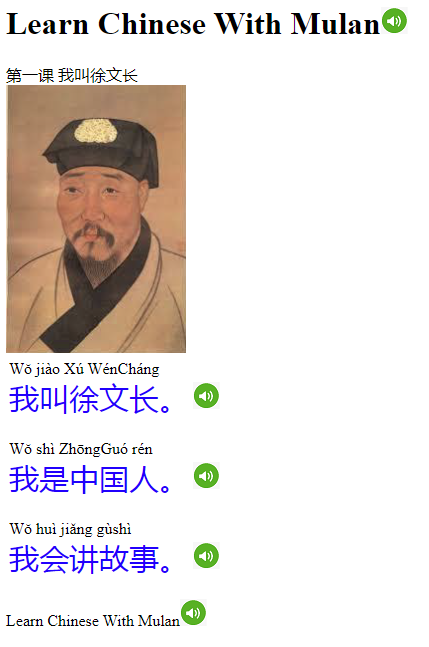 Learn Chinese With Mulan
第一课 我叫徐文长
Wǒ jiào Xú WénCháng
我叫徐文长。
Wǒ shì ZhōngGuó rén
我是中国人。
Wǒ huì jiǎng gùshì
我会讲故事。
Learn Chinese With Mulan